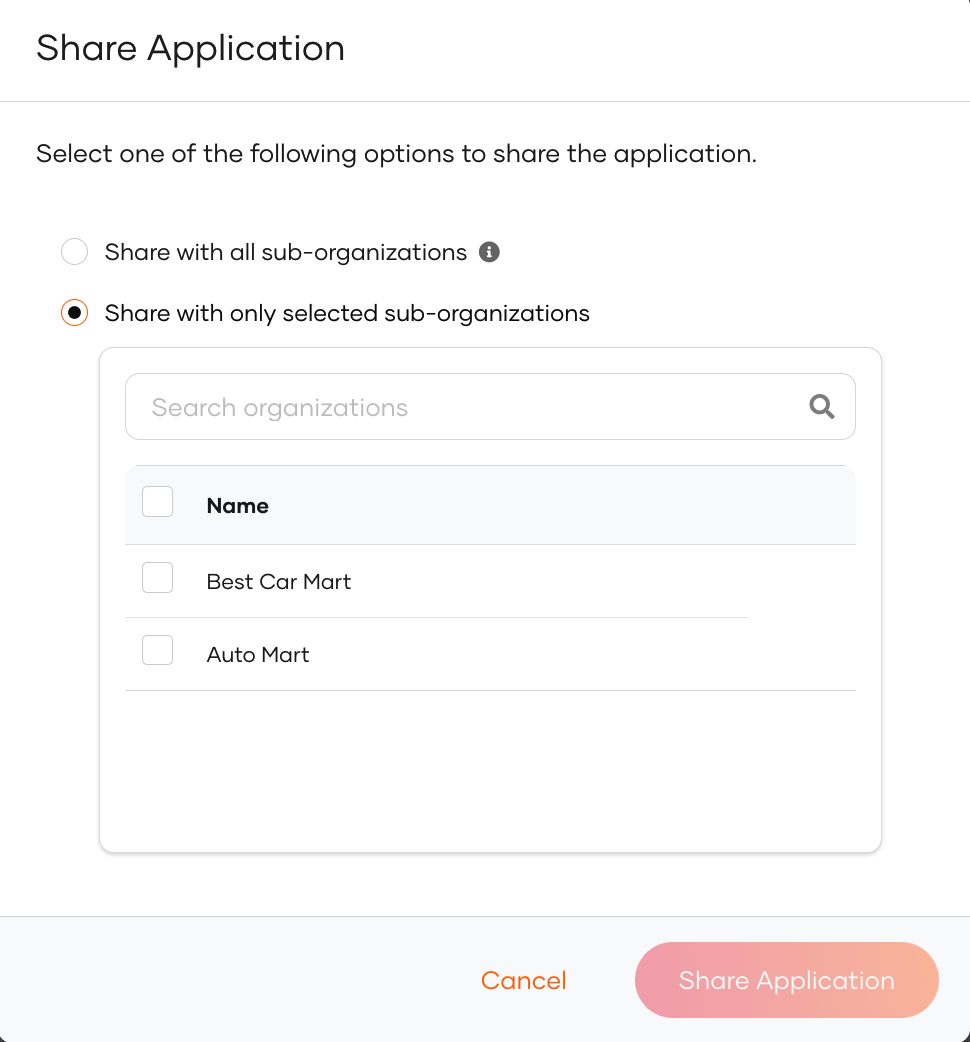 Share Application
Select one of the following options to share the application.
Share with all sub-organizations
Share with only selected sub-organizations
Search organizations
Name
Best Car Mart
Auto Mart
Cancel
Share Application